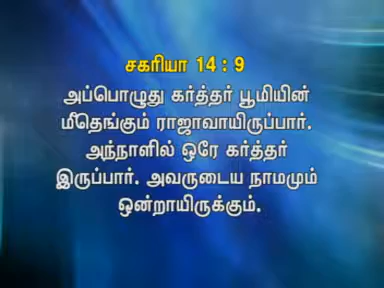 சகரியா 14 : 9
அப்பொழுது கர்த்தர் பூமியின்
மீதெங்கும் ராஜாவாயிருப்பார்.
அந்நாளில் ஒரே கர்த்தர்
இருப்பார். அவருடைய நாமமும்
ஒன்றாயிருக்கும்.